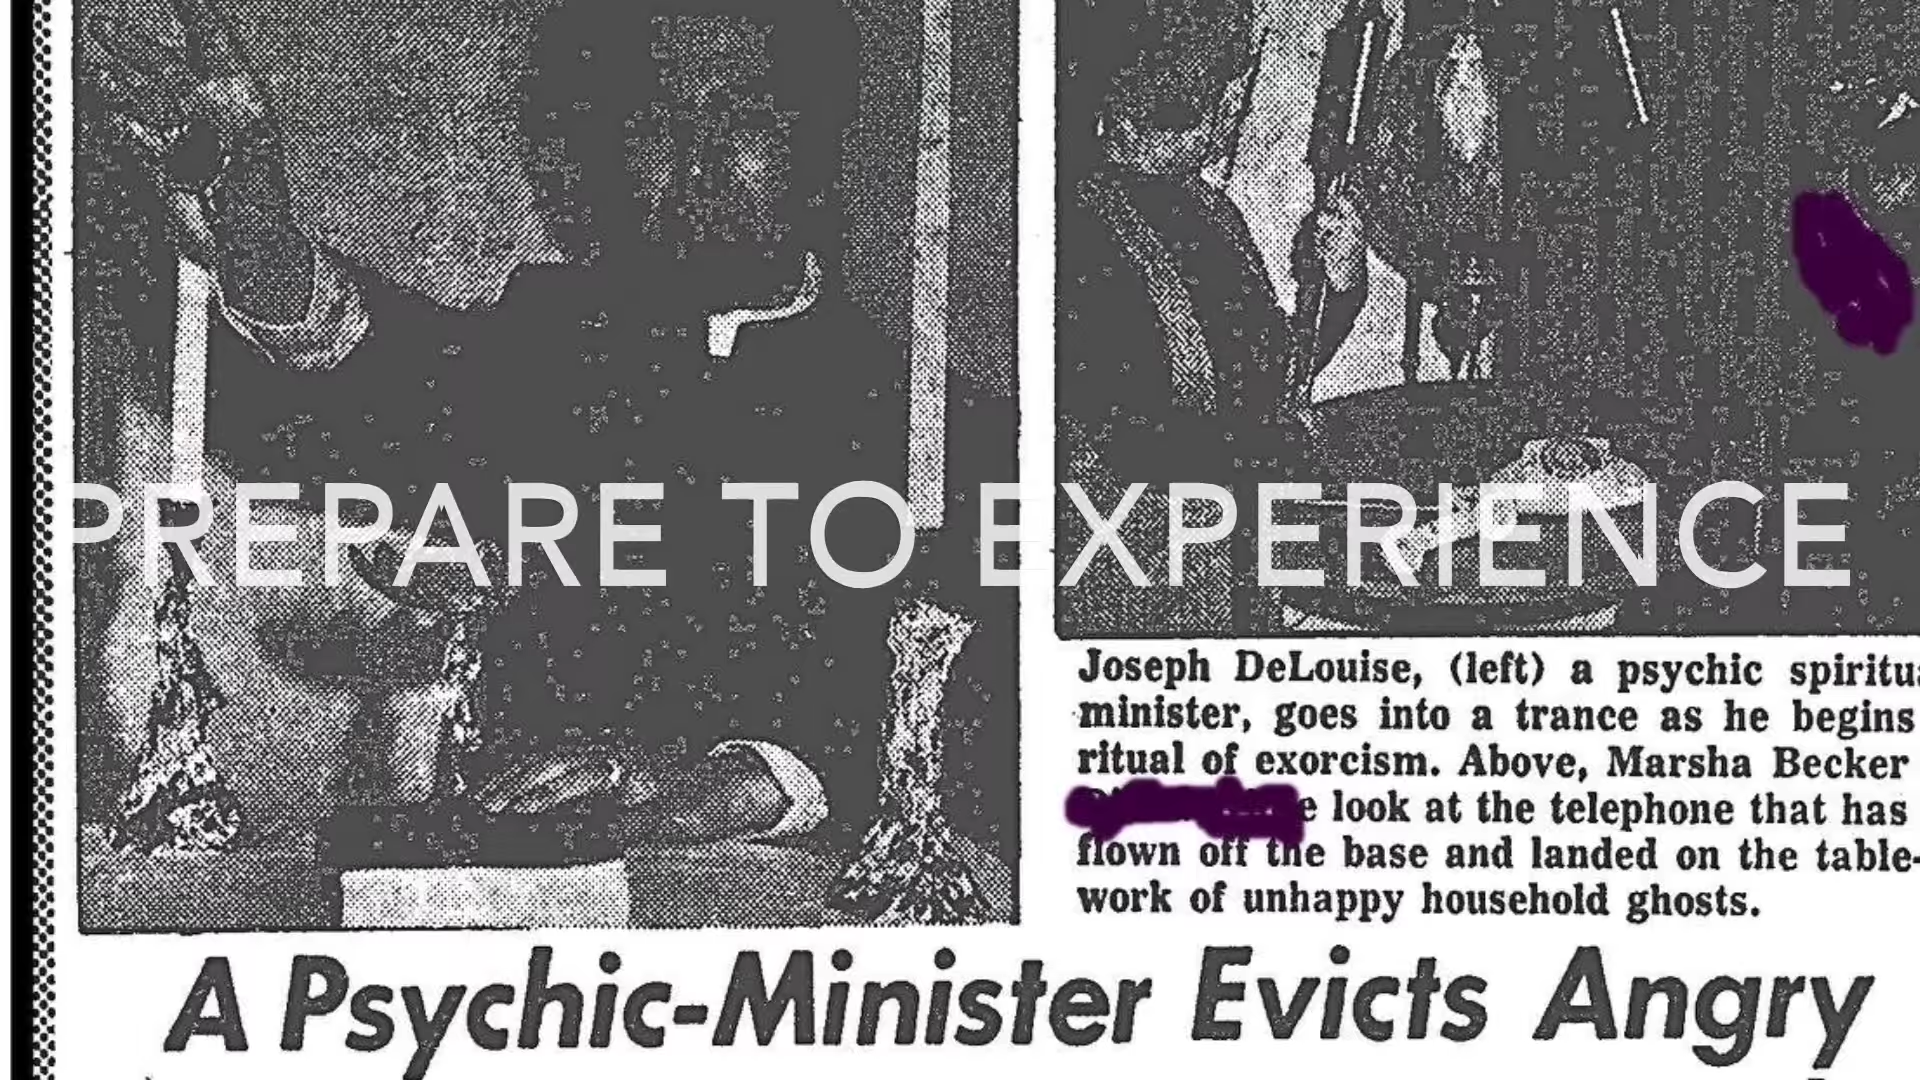 PREPARE TO EXPERIENCE
Joseph DeLouise, (left) a psychic
minister, goes into a trance as he begins
ritual of exorcism. Above, Marsha Becker
look at the telephone that has
flown off the base and landed on the table-
work of unhappy household ghosts.
A Psychic-Minister Evicts Angry